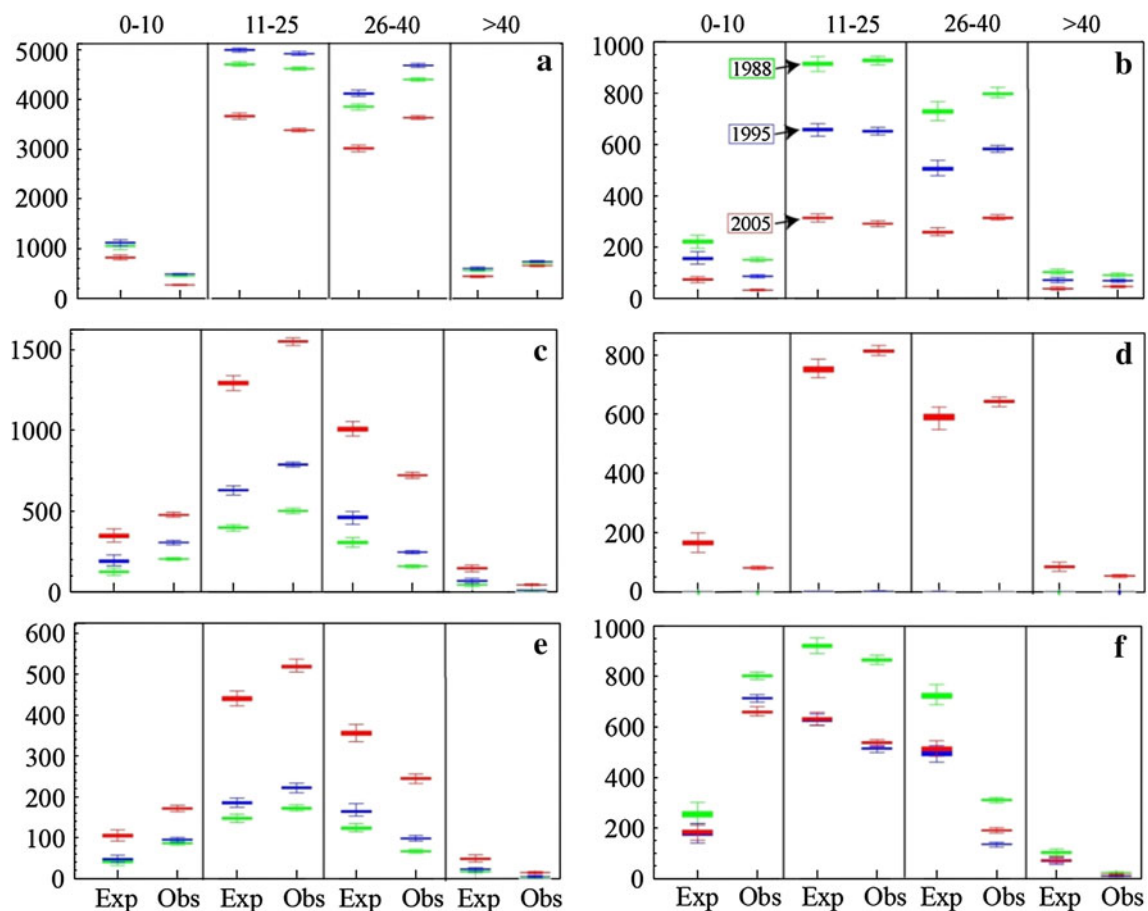 0-10 11-25 26-40 >40 0-10 11-25 26-40 >40
5000 4000 3000 2000 1000 0 a
1000 800 600 400 200 0 1988 1995 2005 b
1500 1000 500 0 c
800 600 400 200 0 d
600 500 400 300 200 100 0 e
1000 800 600 400 200 0 f
Exp Obs Exp Obs Exp Obs Exp Obs Exp Obs Exp Obs Exp Obs Exp Obs